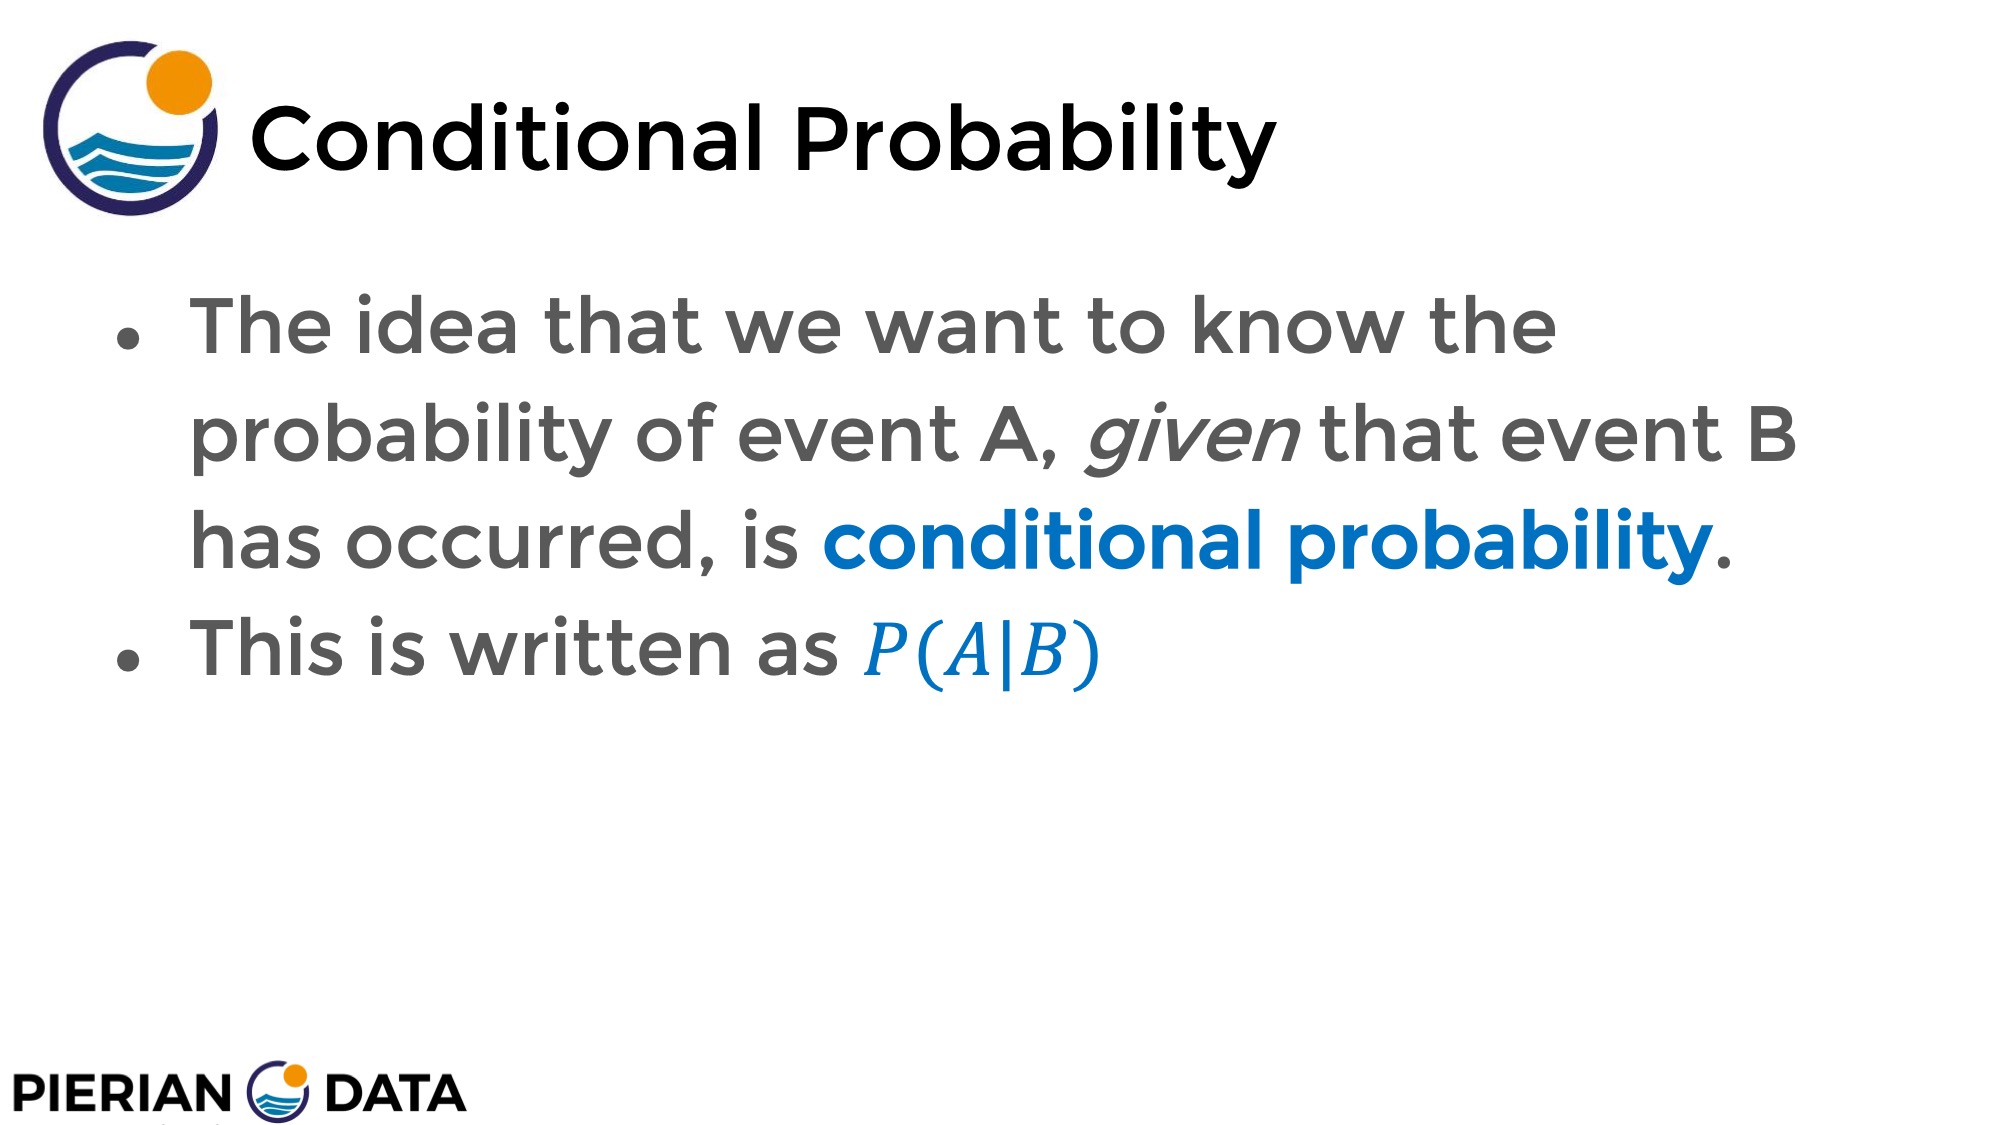 Conditional Probability
● The idea that we want to know the
probability of event A, given that event B
has occurred, is conditional probability.
● This is written as P(A|B)
PIERIAN DATA